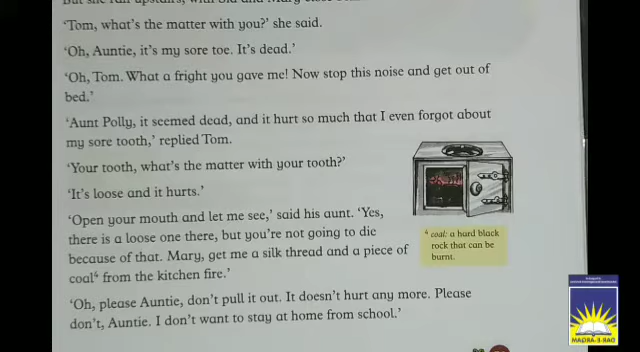 'Tom, what's the matter with you?' she said.
'Oh, Auntie, it's my sore toe. It's dead.'
'Oh, Tom. What a fright you gave me! Now stop this noise and get out of
bed.'
'Aunt Polly, it seemed dead, and it hurt so much that I even forgot about
my sore tooth,' replied Tom.
'Your tooth, what's the matter with your tooth?'
'It's loose and it hurts.'
'Open your mouth and let me see,' said his aunt. 'Yes,
there is a loose one there, but you're not going to die
because of that. Mary, get me a silk thread and a piece of
coal⁴ from the kitchen fire.'
⁴ coal: a hard black
rock that can be
burnt.
'Oh, please Auntie, don't pull it out. It doesn't hurt any more. Please
don't, Auntie. I don't want to stay at home from school.'